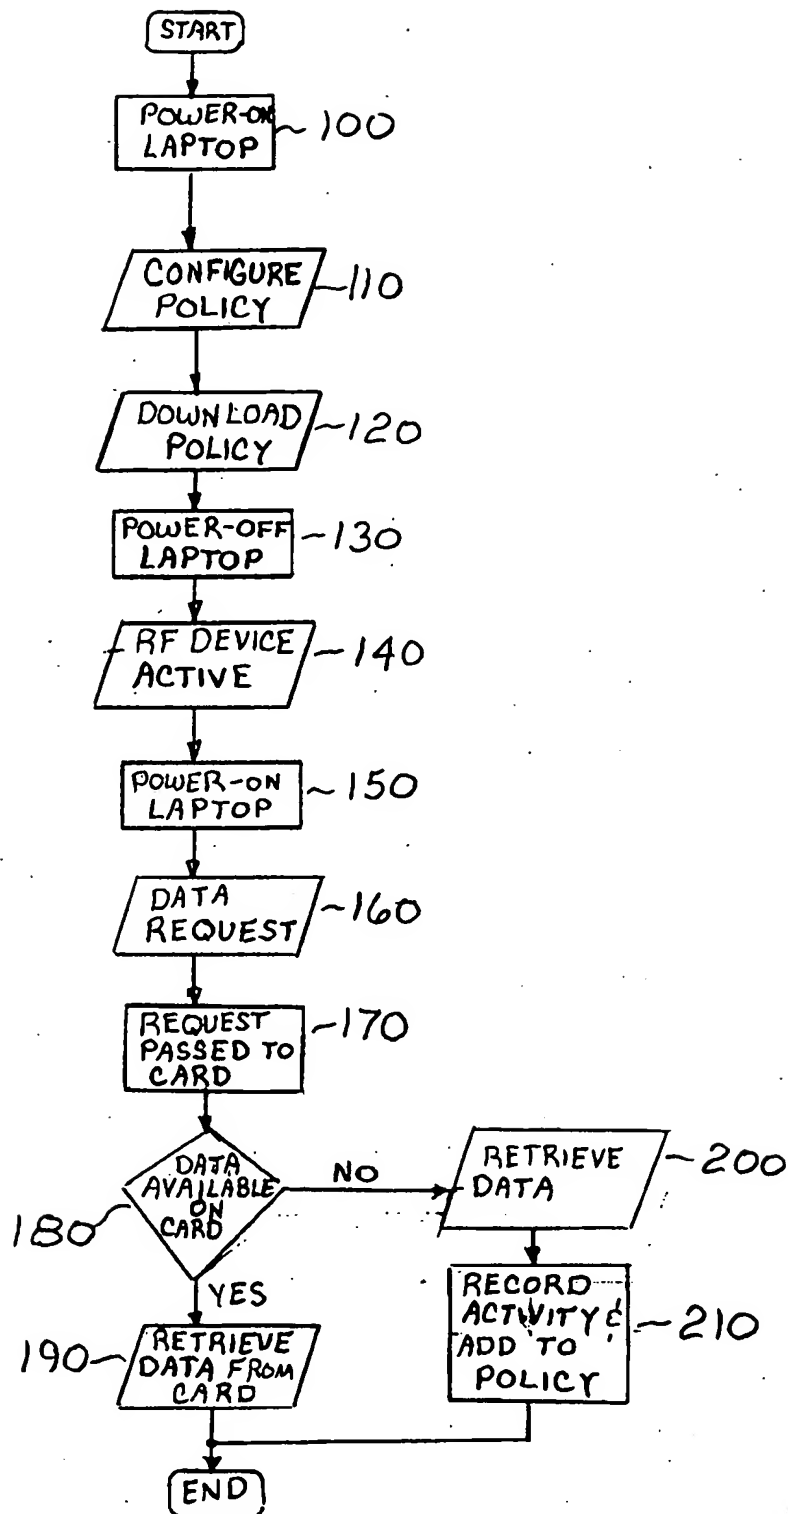 START
POWER-ON
LAPTOP
100
CONFIGURE
POLICY
110
DOWNLOAD
POLICY
120
POWER-OFF
LAPTOP
130
RF DEVICE
ACTIVE
140
POWER-ON
LAPTOP
150
DATA
REQUEST
160
REQUEST
PASSED TO
CARD
170
DATA
AVAILABLE
ON
CARD
180
NO
RETRIEVE
DATA
200
YES
RECORD
ACTIVITY &
ADD TO
POLICY
210
RETRIEVE
DATA FROM
CARD
190
END